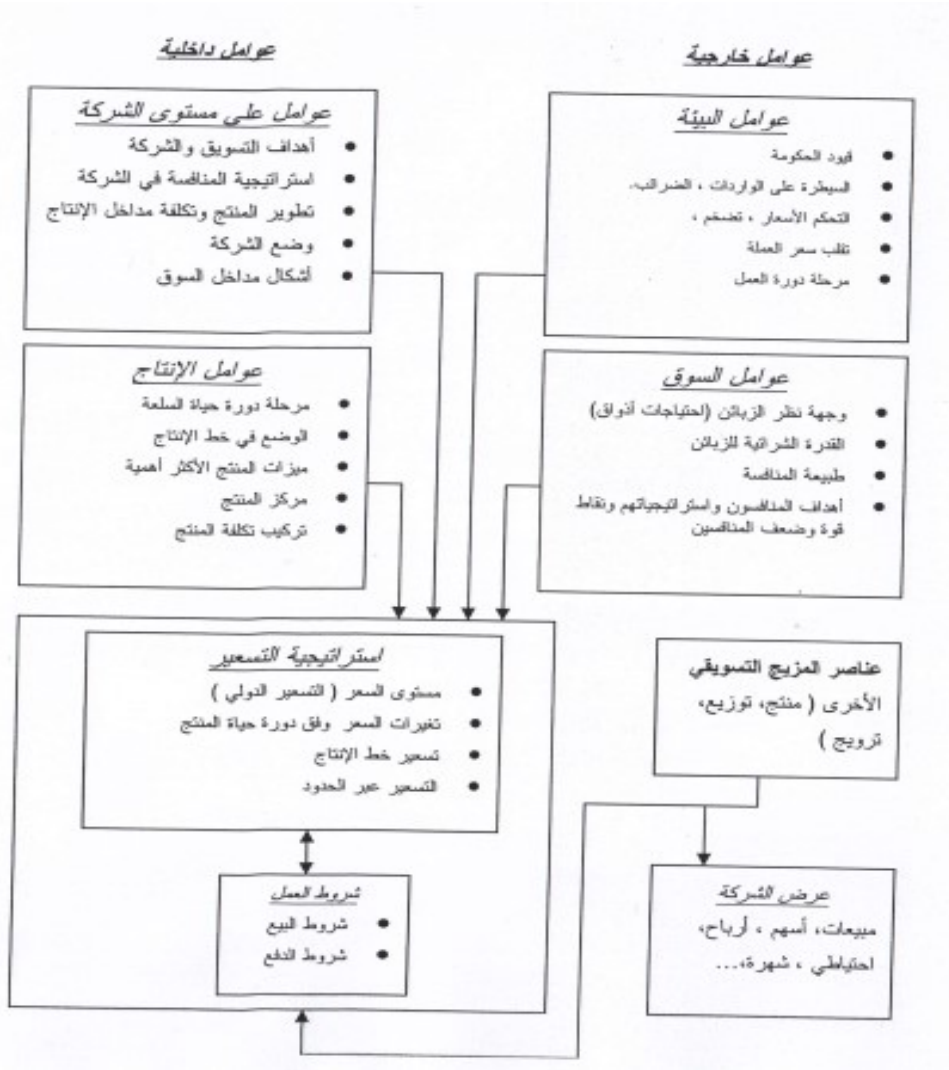 عوامل خارجية
عوامل داخلية
عوامل البيئة
قيود الحكومة
السيطرة على الواردات ، الضرائب.
التحكم الأسعار ، تضخم ،
تقلب سعر العملة
مرحلة دورة العمل
عوامل على مستوى الشركة
أهداف التسويق والشركة
استراتيجية المنافسة في الشركة
تطوير المنتج وتكلفة مداخل الإنتاج
وضع الشركة
أشكال مداخل السوق
عوامل السوق
وجهة نظر الزبائن (احتياجات أذواق)
القدرة الشرائية للزبائن
طبيعة المنافسة
أهداف المنافسون واستراتيجياتهم ونقاط
قوة وضعف المنافسين
عوامل الإنتاج
مرحلة دورة حياة السلعة
الوضع في خط الإنتاج
ميزات المنتج الأكثر أهمية
مركز المنتج
تركيب تكلفة المنتج
عناصر المزيج التسويقي
الأخرى ( منتج، توزيع،
ترويج )
استراتيجية التسعير
مستوى السعر ( التسعير الدولي )
تغيرات السعر وفق دورة حياة المنتج
تسعير خط الإنتاج
التسعير عبر الحدود
عرض الشركة
مبيعات، أسهم ، أرباح،
احتياطي ، شهرة،...
شروط العمل
شروط البيع
شروط الدفع